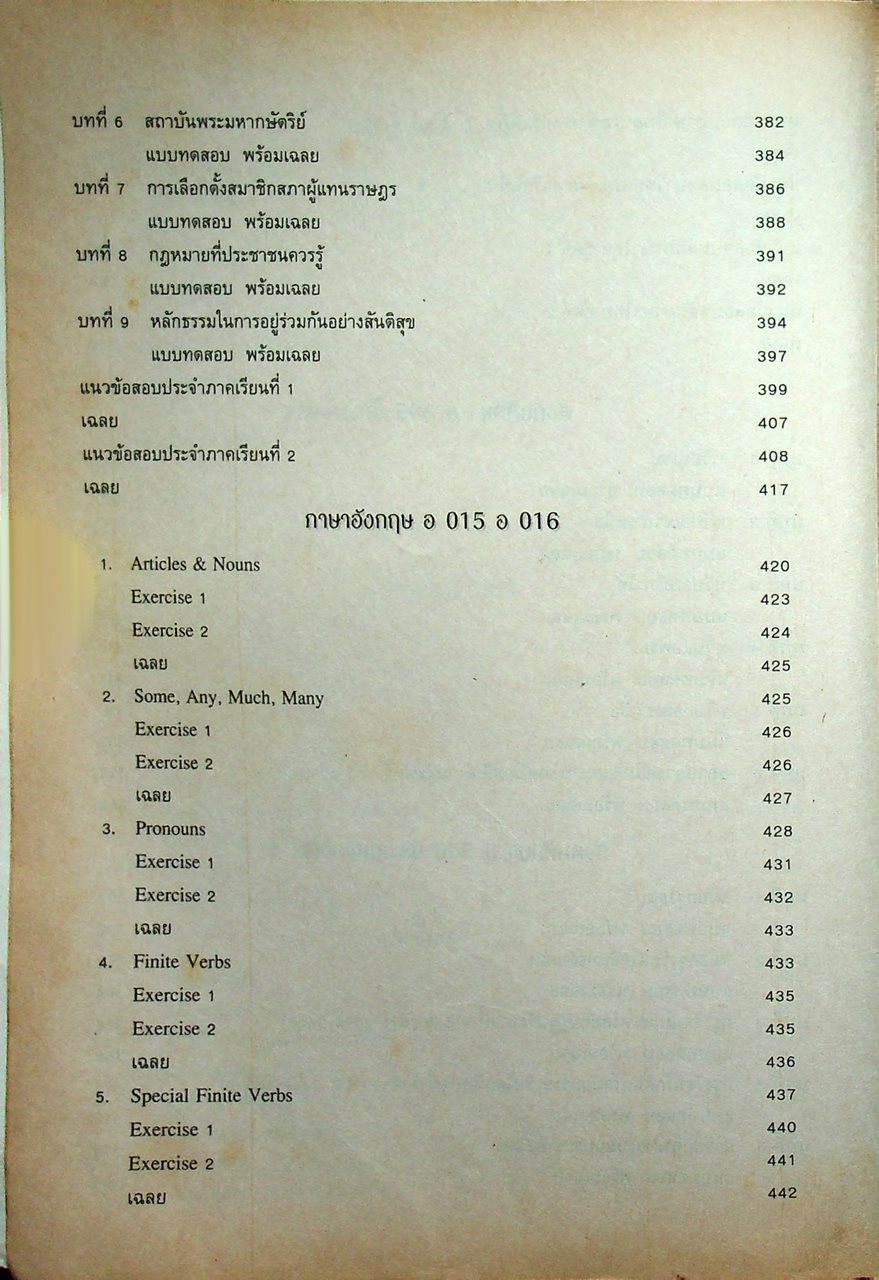 บทที่ 6 สถาบันพระมหากษัตริย์ 382
แบบทดสอบ พร้อมเฉลย 384
บทที่ 7 การเลือกตั้งสมาชิกสภาผู้แทนราษฎร 386
แบบทดสอบ พร้อมเฉลย 388
บทที่ 8 กฎหมายที่ประชาชนควรรู้ 391
แบบทดสอบ พร้อมเฉลย 392
บทที่ 9 หลักธรรมในการอยู่ร่วมกันอย่างสันติสุข 394
แบบทดสอบ พร้อมเฉลย 397
แนวข้อสอบประจำภาคเรียนที่ 1 399
เฉลย 407
แนวข้อสอบประจำภาคเรียนที่ 2 408
เฉลย 417
ภาษาอังกฤษ อ 015 อ 016
1. Articles & Nouns 420
Exercise 1 423
Exercise 2 424
เฉลย 425
2. Some, Any, Much, Many 425
Exercise 1 426
Exercise 2 426
เฉลย 427
3. Pronouns 428
Exercise 1 431
Exercise 2 432
เฉลย 433
4. Finite Verbs 433
Exercise 1 435
Exercise 2 435
เฉลย 436
5. Special Finite Verbs 437
Exercise 1 440
Exercise 2 441
เฉลย 442